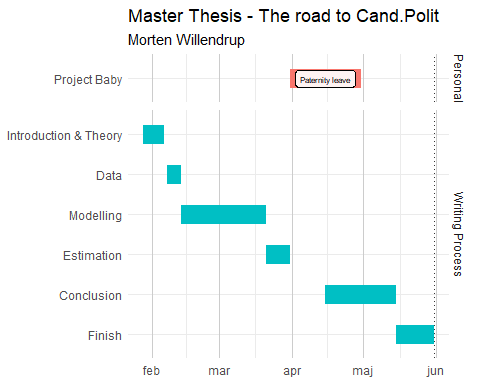 Master Thesis - The road to Cand.Polit
Morten Willendrup
Project Baby
Paternity leave
Personal
Introduction & Theory
Data
Modelling
Estimation
Conclusion
Finish
Writing Process
feb mar apr maj jun